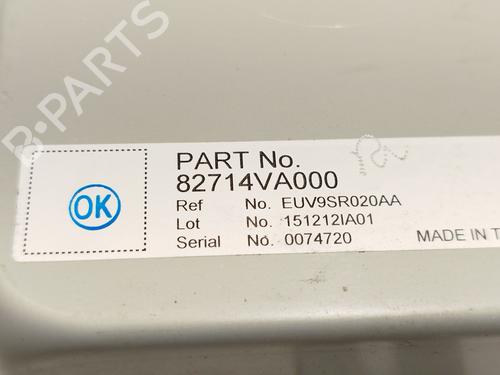 B-PARTS
PART No.
82714VA000
Ref No. EUV9SR020AA
Lot No. 151212IA01
Serial No. 0074720
OK
MADE IN T